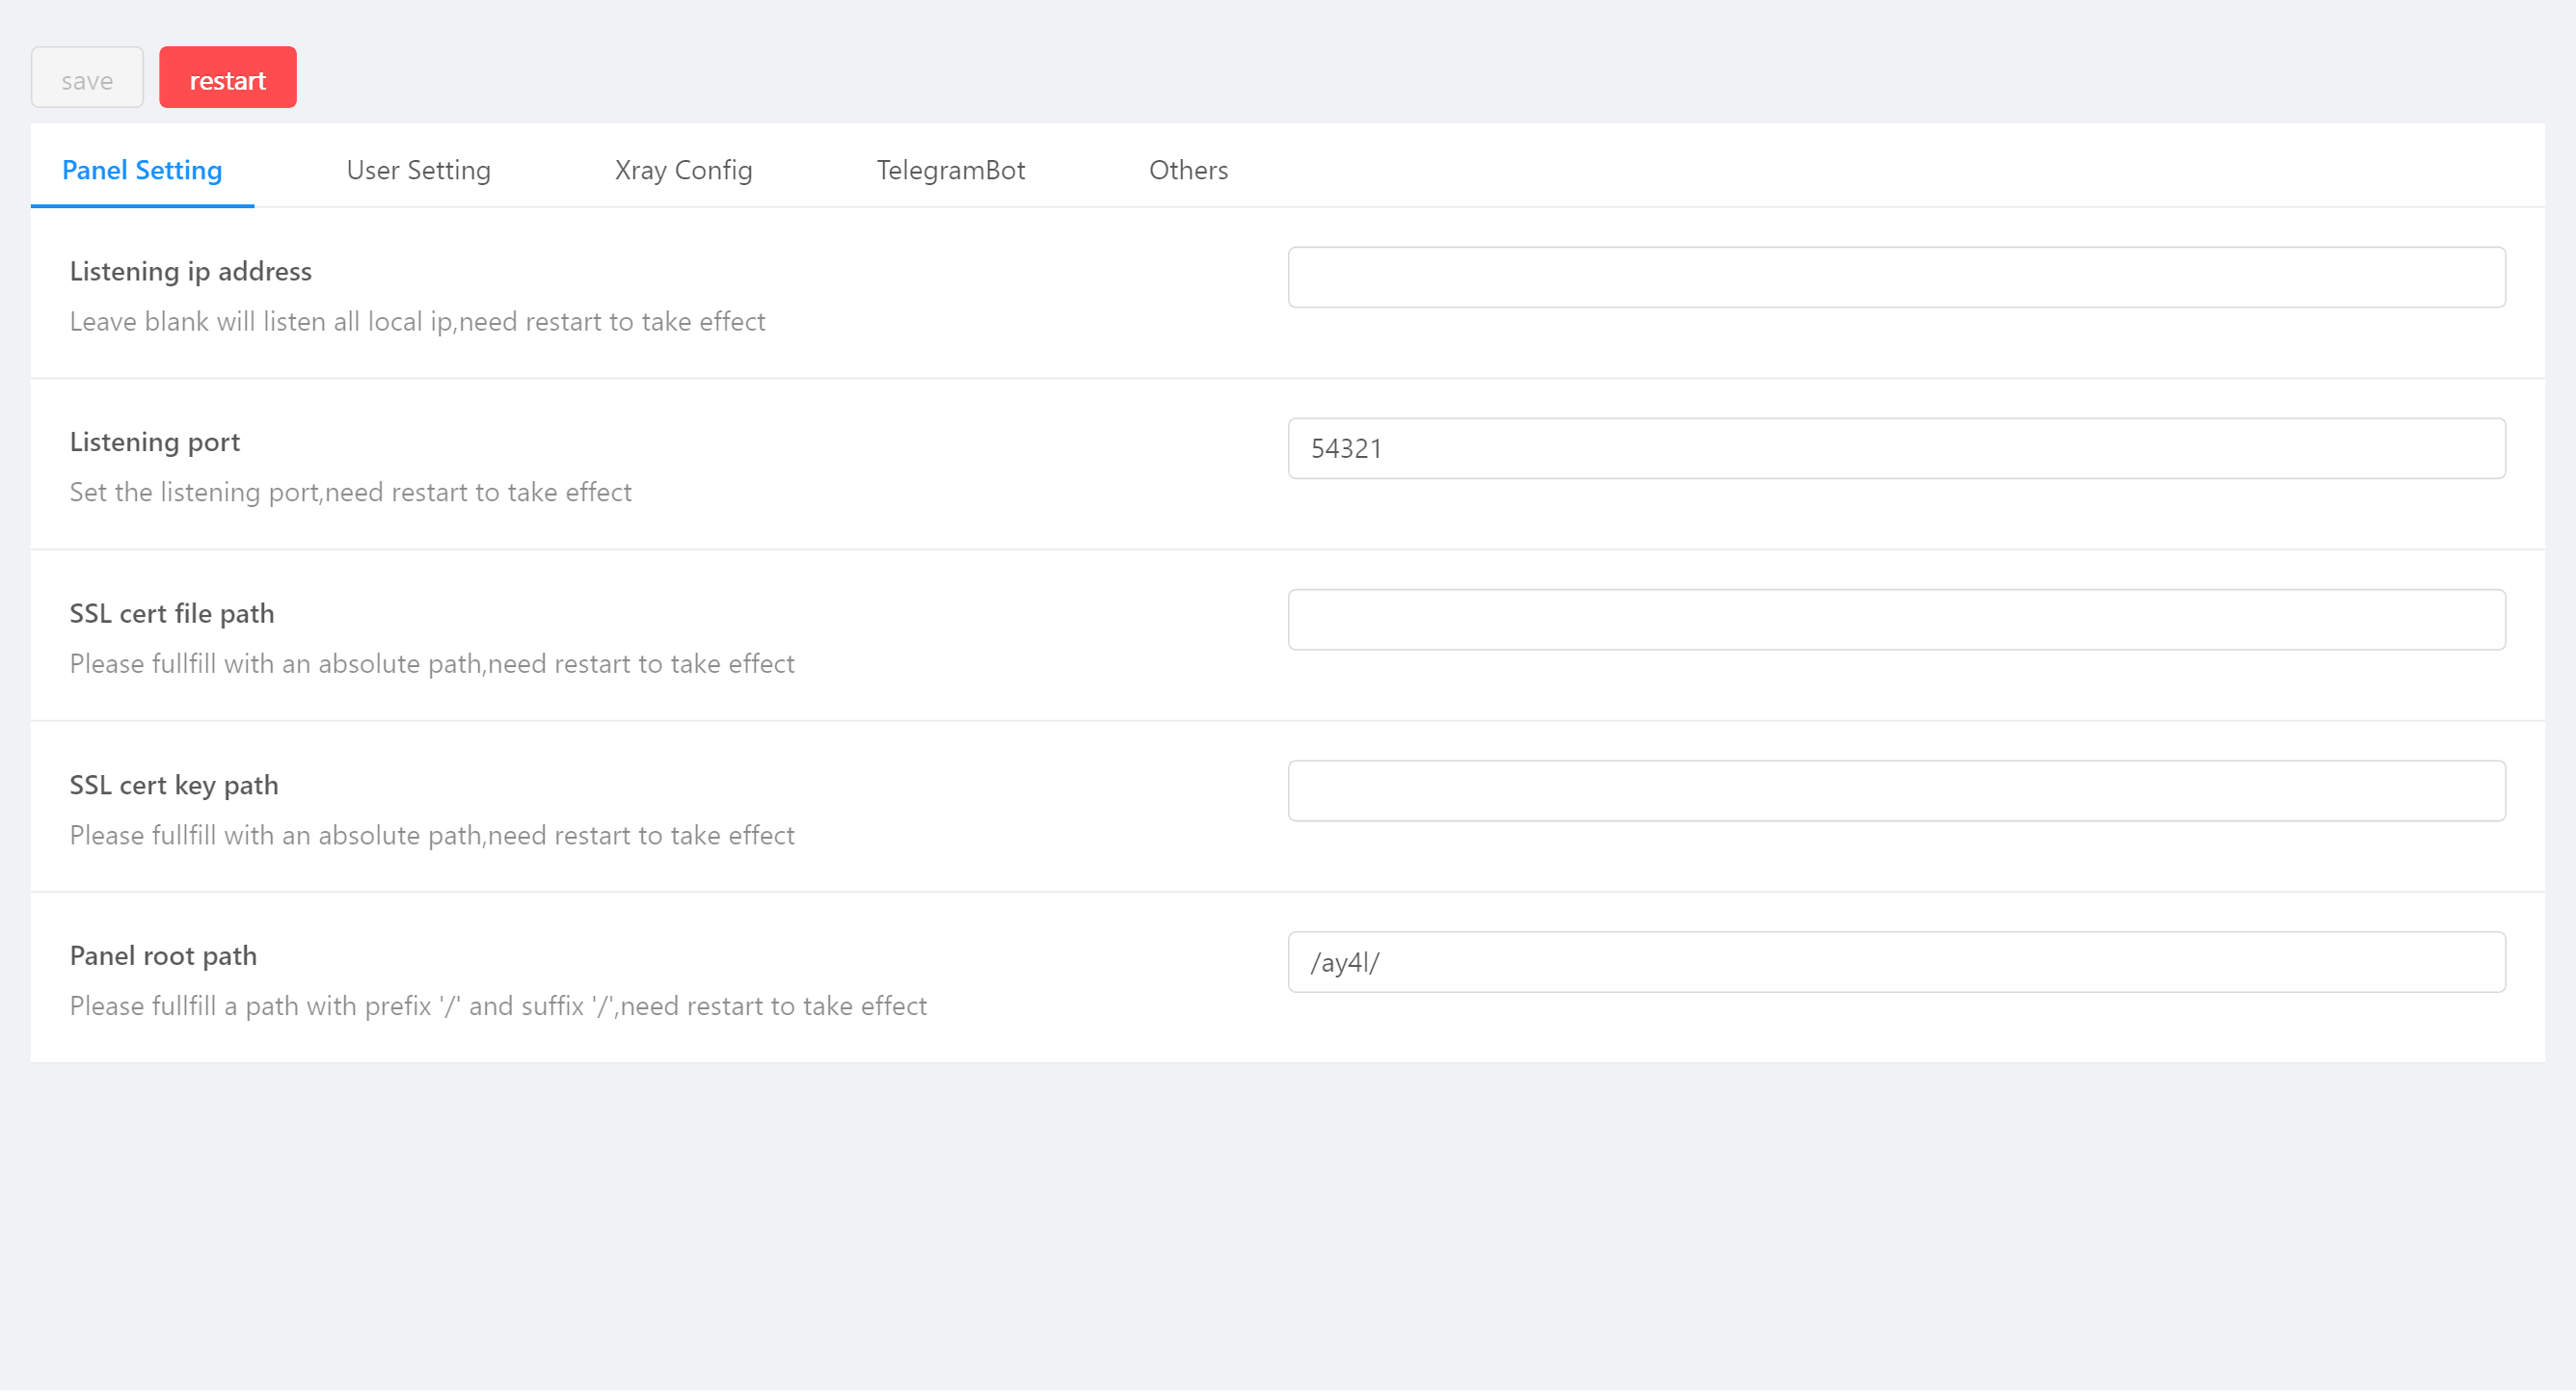 save restart
Panel Setting User Setting Xray Config TelegramBot Others
Listening ip address
Leave blank will listen all local ip,need restart to take effect
Listening port
54321
Set the listening port,need restart to take effect
SSL cert file path
Please fullfill with an absolute path,need restart to take effect
SSL cert key path
Please fullfill with an absolute path,need restart to take effect
Panel root path
/ay4l/
Please fullfill a path with prefix '/' and suffix '/',need restart to take effect